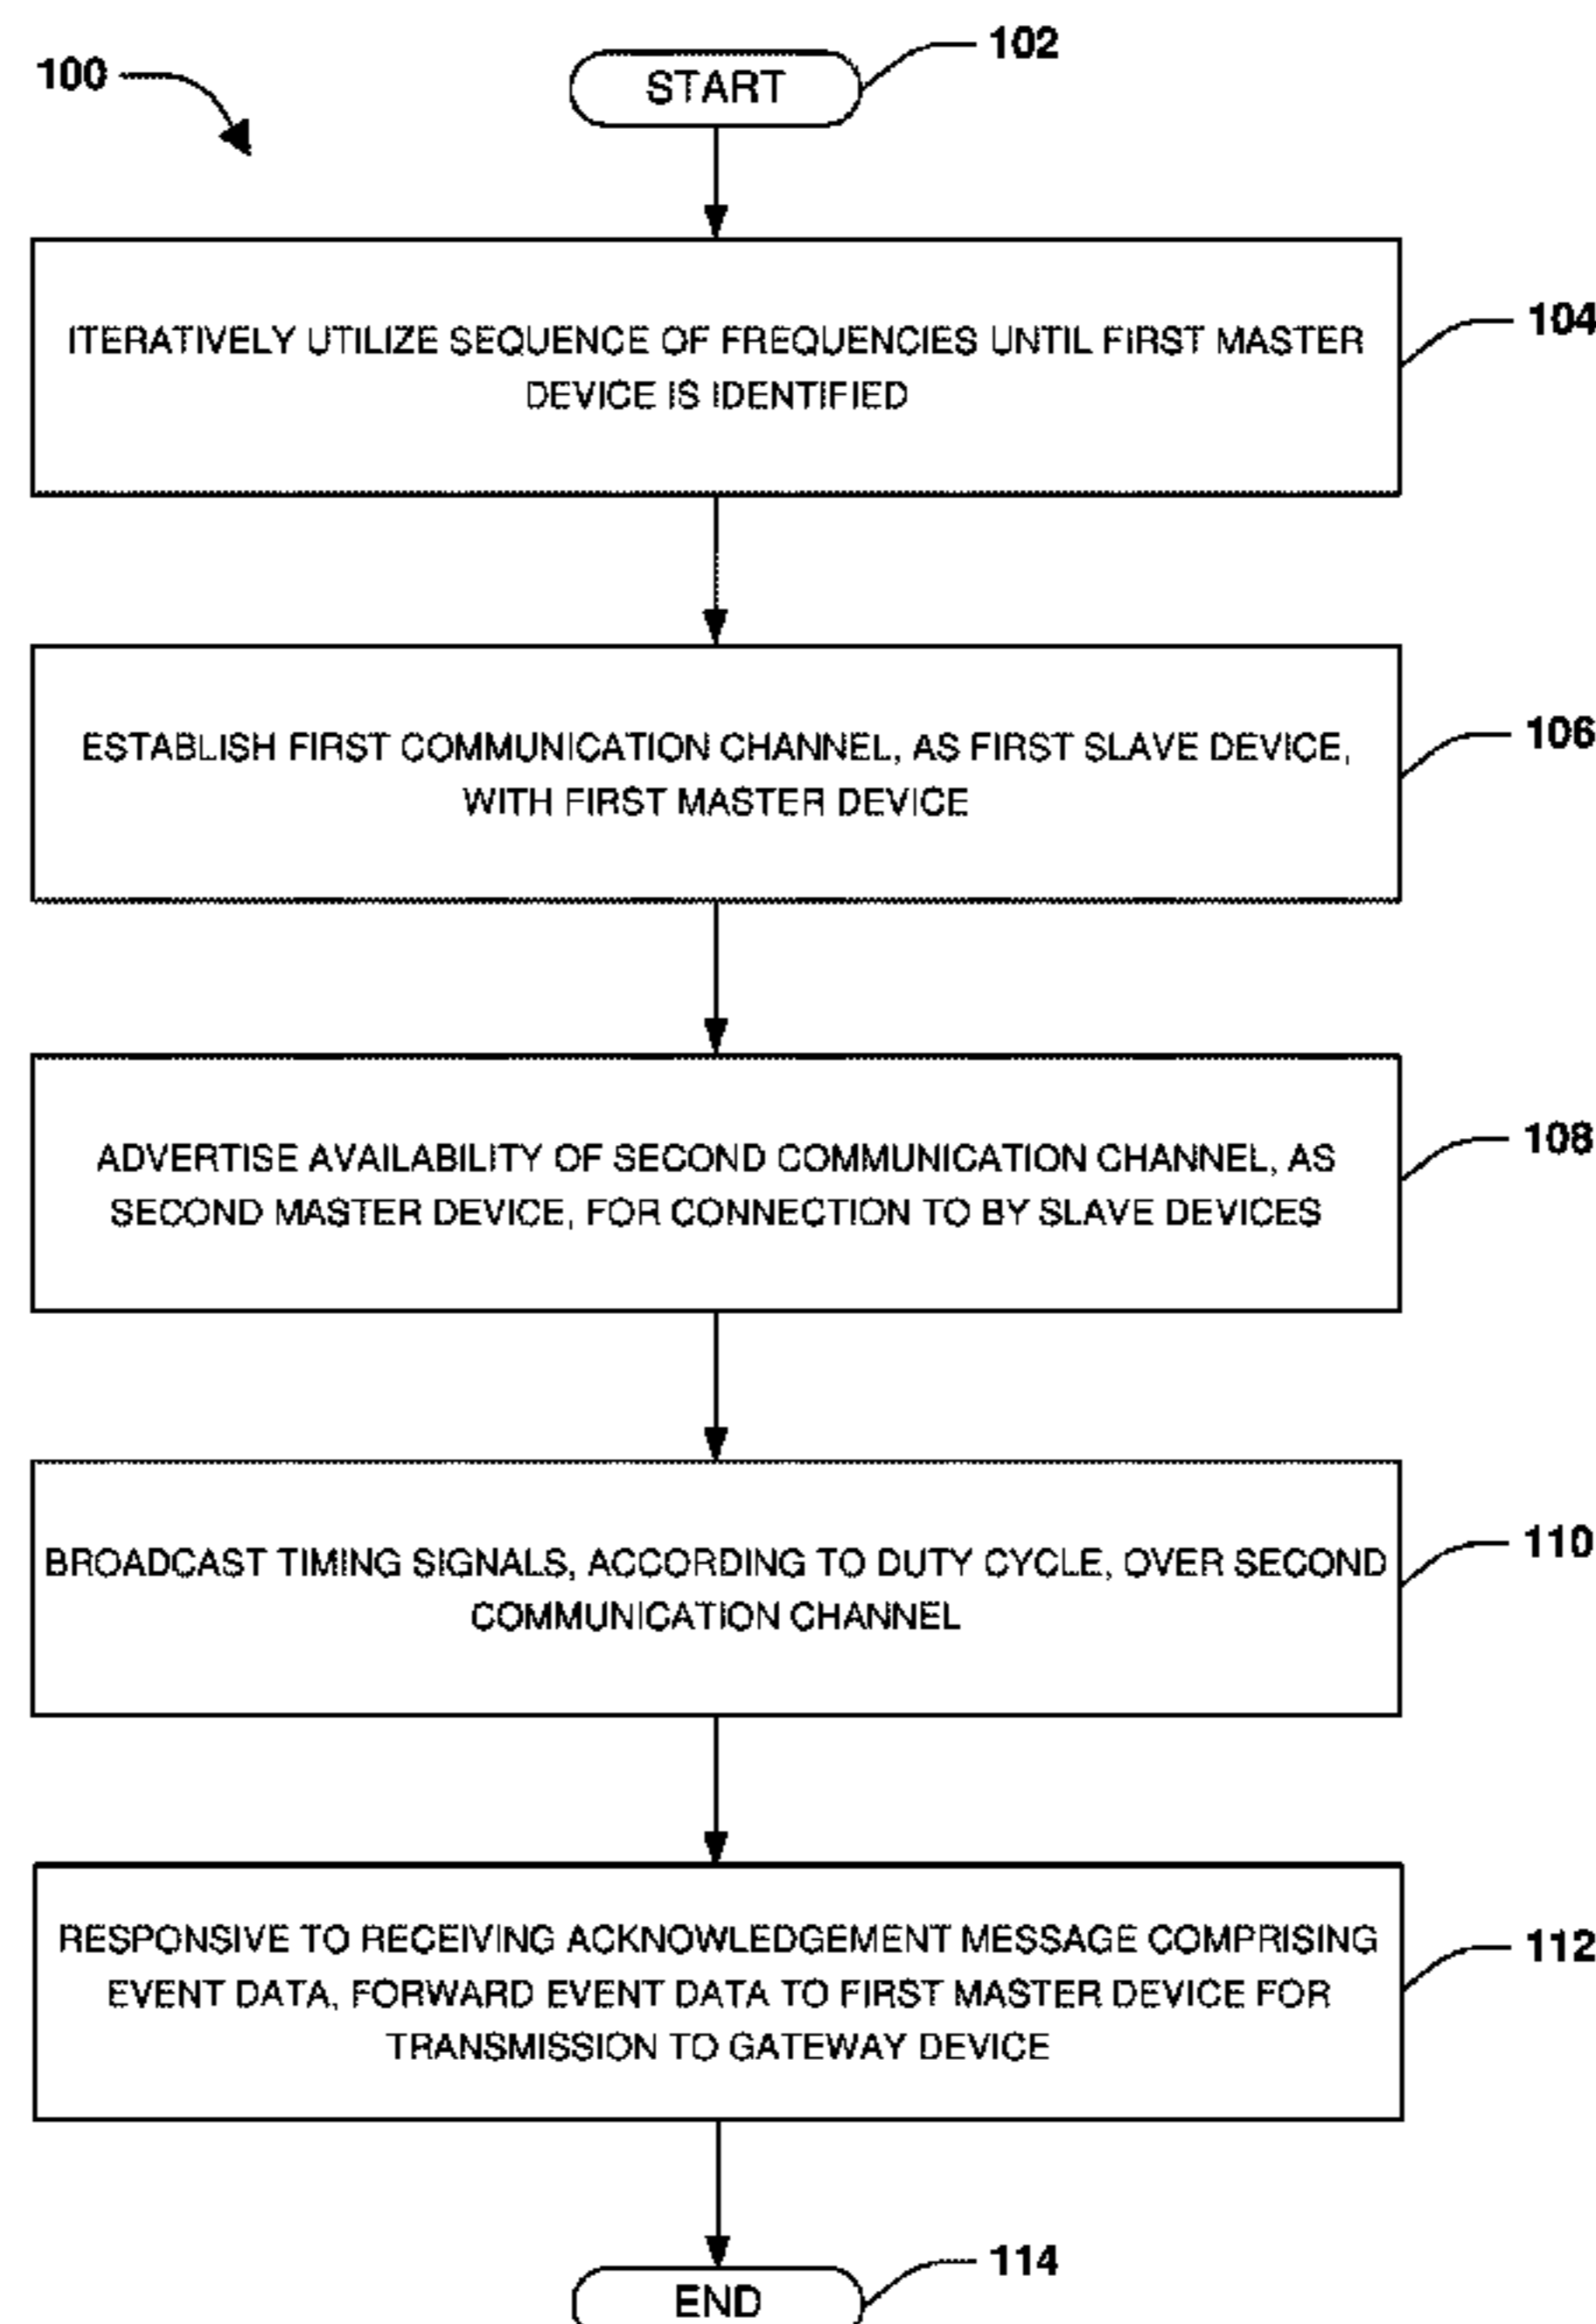 100
START
102
ITERATIVELY UTILIZE SEQUENCE OF FREQUENCIES UNTIL FIRST MASTER
DEVICE IS IDENTIFIED
104
ESTABLISH FIRST COMMUNICATION CHANNEL, AS FIRST SLAVE DEVICE,
WITH FIRST MASTER DEVICE
106
ADVERTISE AVAILABILITY OF SECOND COMMUNICATION CHANNEL, AS
SECOND MASTER DEVICE, FOR CONNECTION TO BY SLAVE DEVICES
108
BROADCAST TIMING SIGNALS, ACCORDING TO DUTY CYCLE, OVER SECOND
COMMUNICATION CHANNEL
110
RESPONSIVE TO RECEIVING ACKNOWLEDGEMENT MESSAGE COMPRISING
EVENT DATA, FORWARD EVENT DATA TO FIRST MASTER DEVICE FOR
TRANSMISSION TO GATEWAY DEVICE
112
END
114